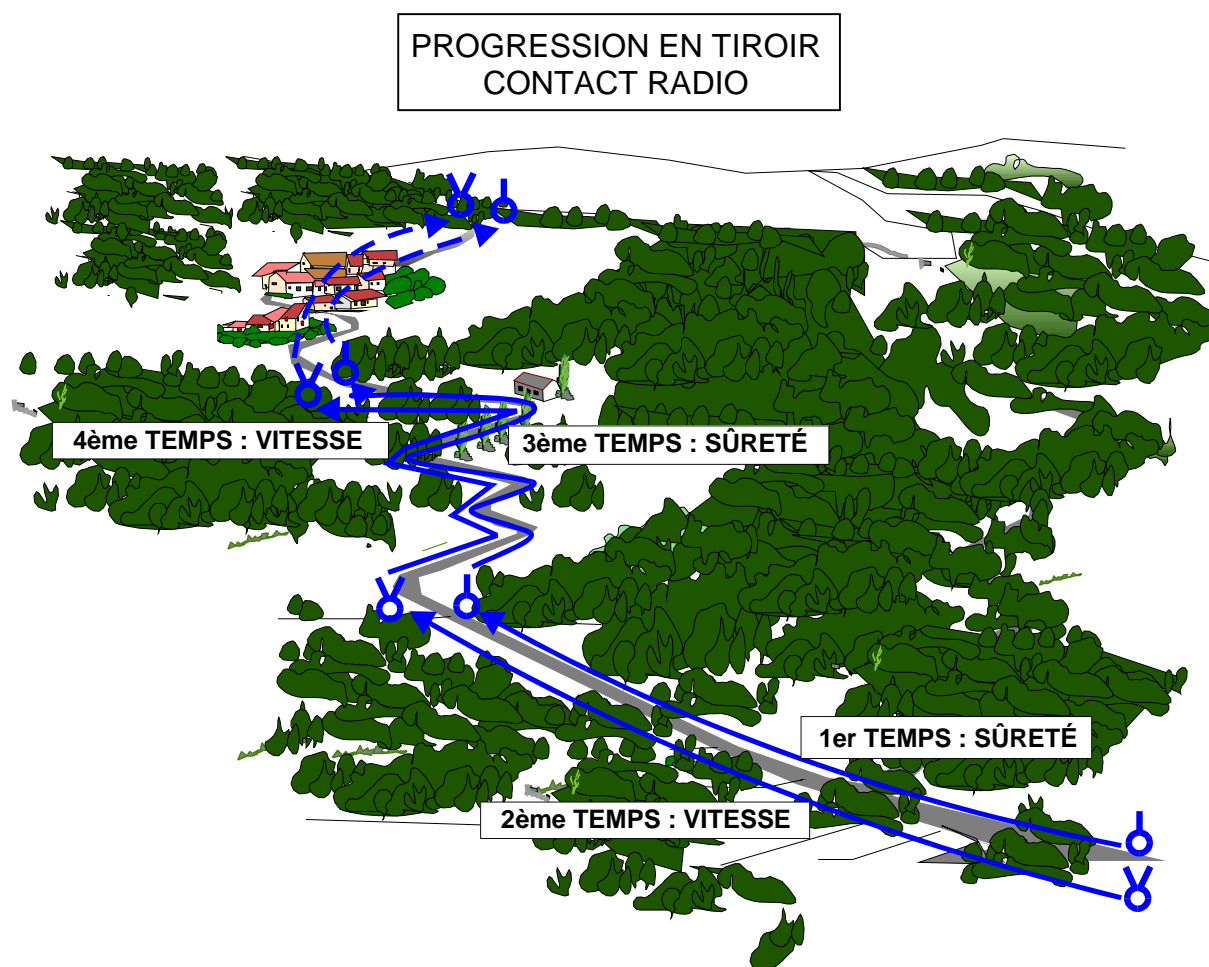 PROGRESSION EN TIROIR
CONTACT RADIO
4ème TEMPS : VITESSE
3ème TEMPS : SÛRETÉ
1er TEMPS : SÛRETÉ
2ème TEMPS : VITESSE